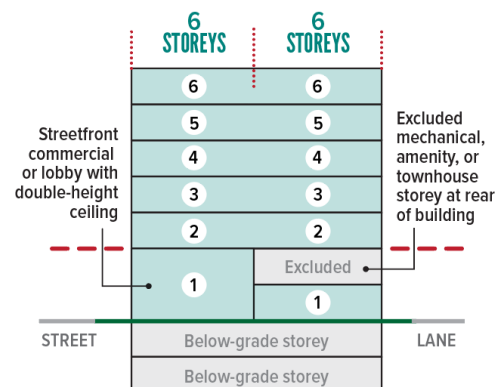 6
STOREYS
6
STOREYS
6
6
5
5
4
4
3
3
2
2
1
Excluded
1
Streetfront
commercial
or lobby with
double-height
ceiling
Excluded
mechanical,
amenity, or
townhouse
storey at rear
of building
STREET
LANE
Below-grade storey
Below-grade storey